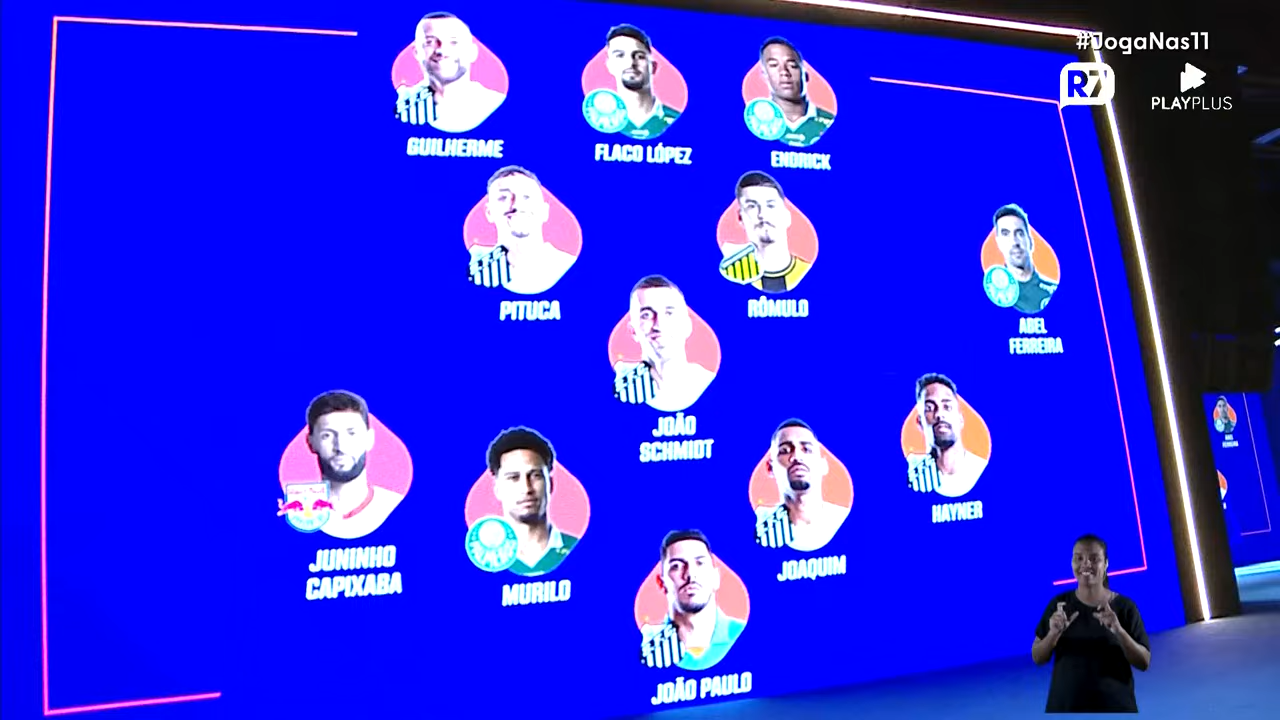 #JogaNas11
R7
PLAYPLUS
GUILHERME
FLACO LÓPEZ
ENDRICK
PITUCA
RÔMULO
ABEL
FERREIRA
JOÃO
SCHMIDT
HAYNER
JUNINHO
CAPIXABA
MURILO
JOAQUIM
JOÃO PAULO